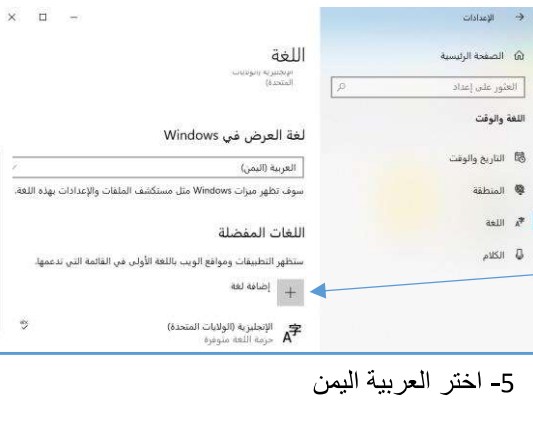 الإعدادات
الصفحة الرئيسية
العثور على إعداد
اللغة والوقت
التاريخ والوقت
المنطقة
اللغة
الكلام
اللغة
المتحدة)
لغة العرض في Windows
العربية (اليمن)
سوف تظهر ميزات Windows مثل مستكشف الملفات والإعدادات بهذه اللغة.
اللغات المفضلة
ستظهر التطبيقات ومواقع الويب باللغة الأولى في القائمة التي تدعمها.
إضافة لغة
الإنجليزية (الولايات المتحدة)
حزمة اللغة متوفرة
5- اختر العربية اليمن